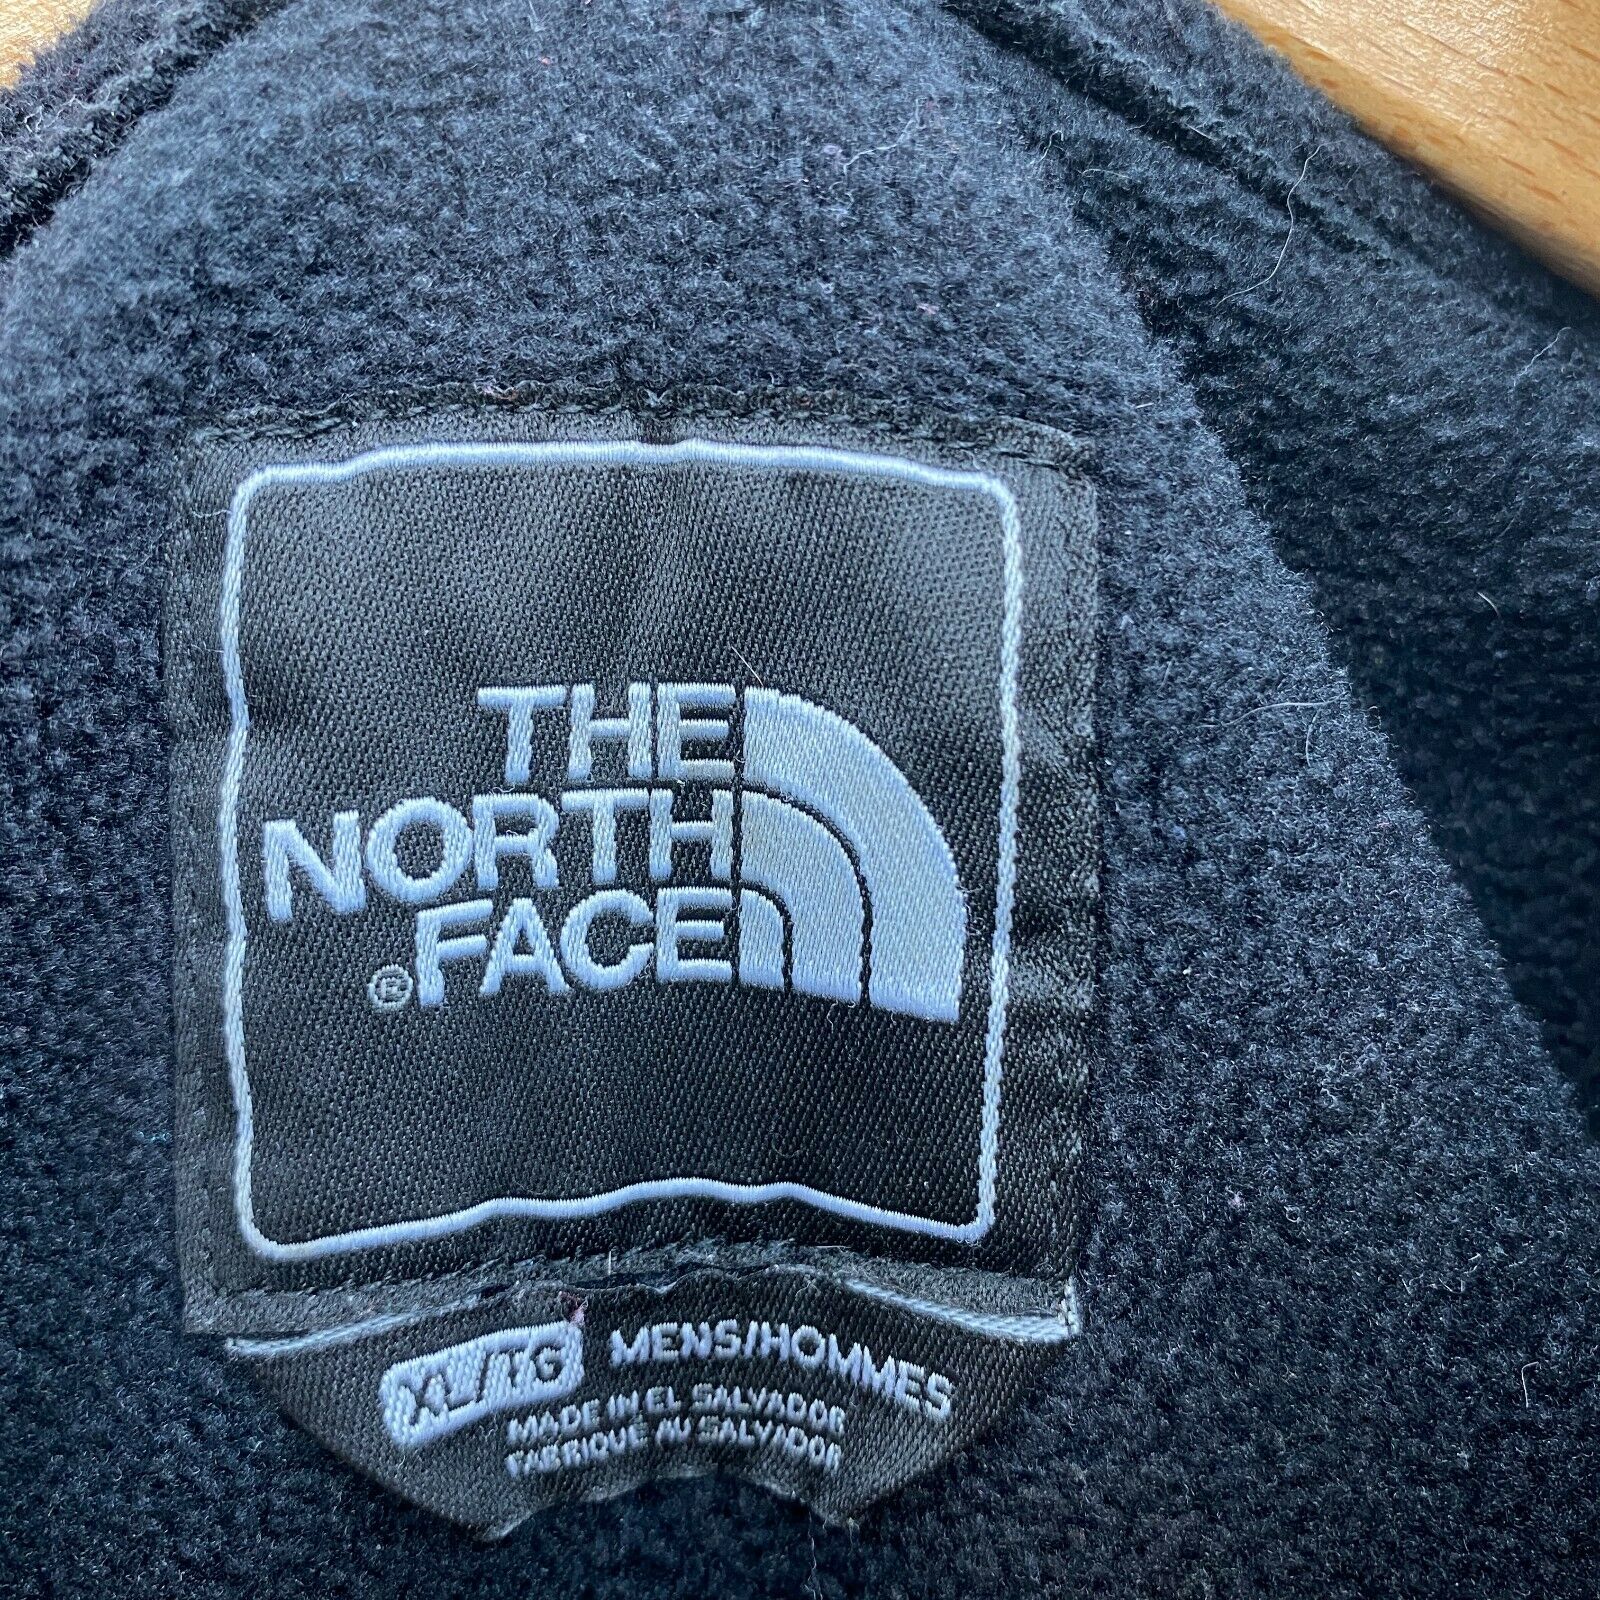 THE
NORTH
® FACE
XL/TG MENS/HOMMES
MADE IN EL SALVADOR
FABRIQUÉ AU SALVADOR